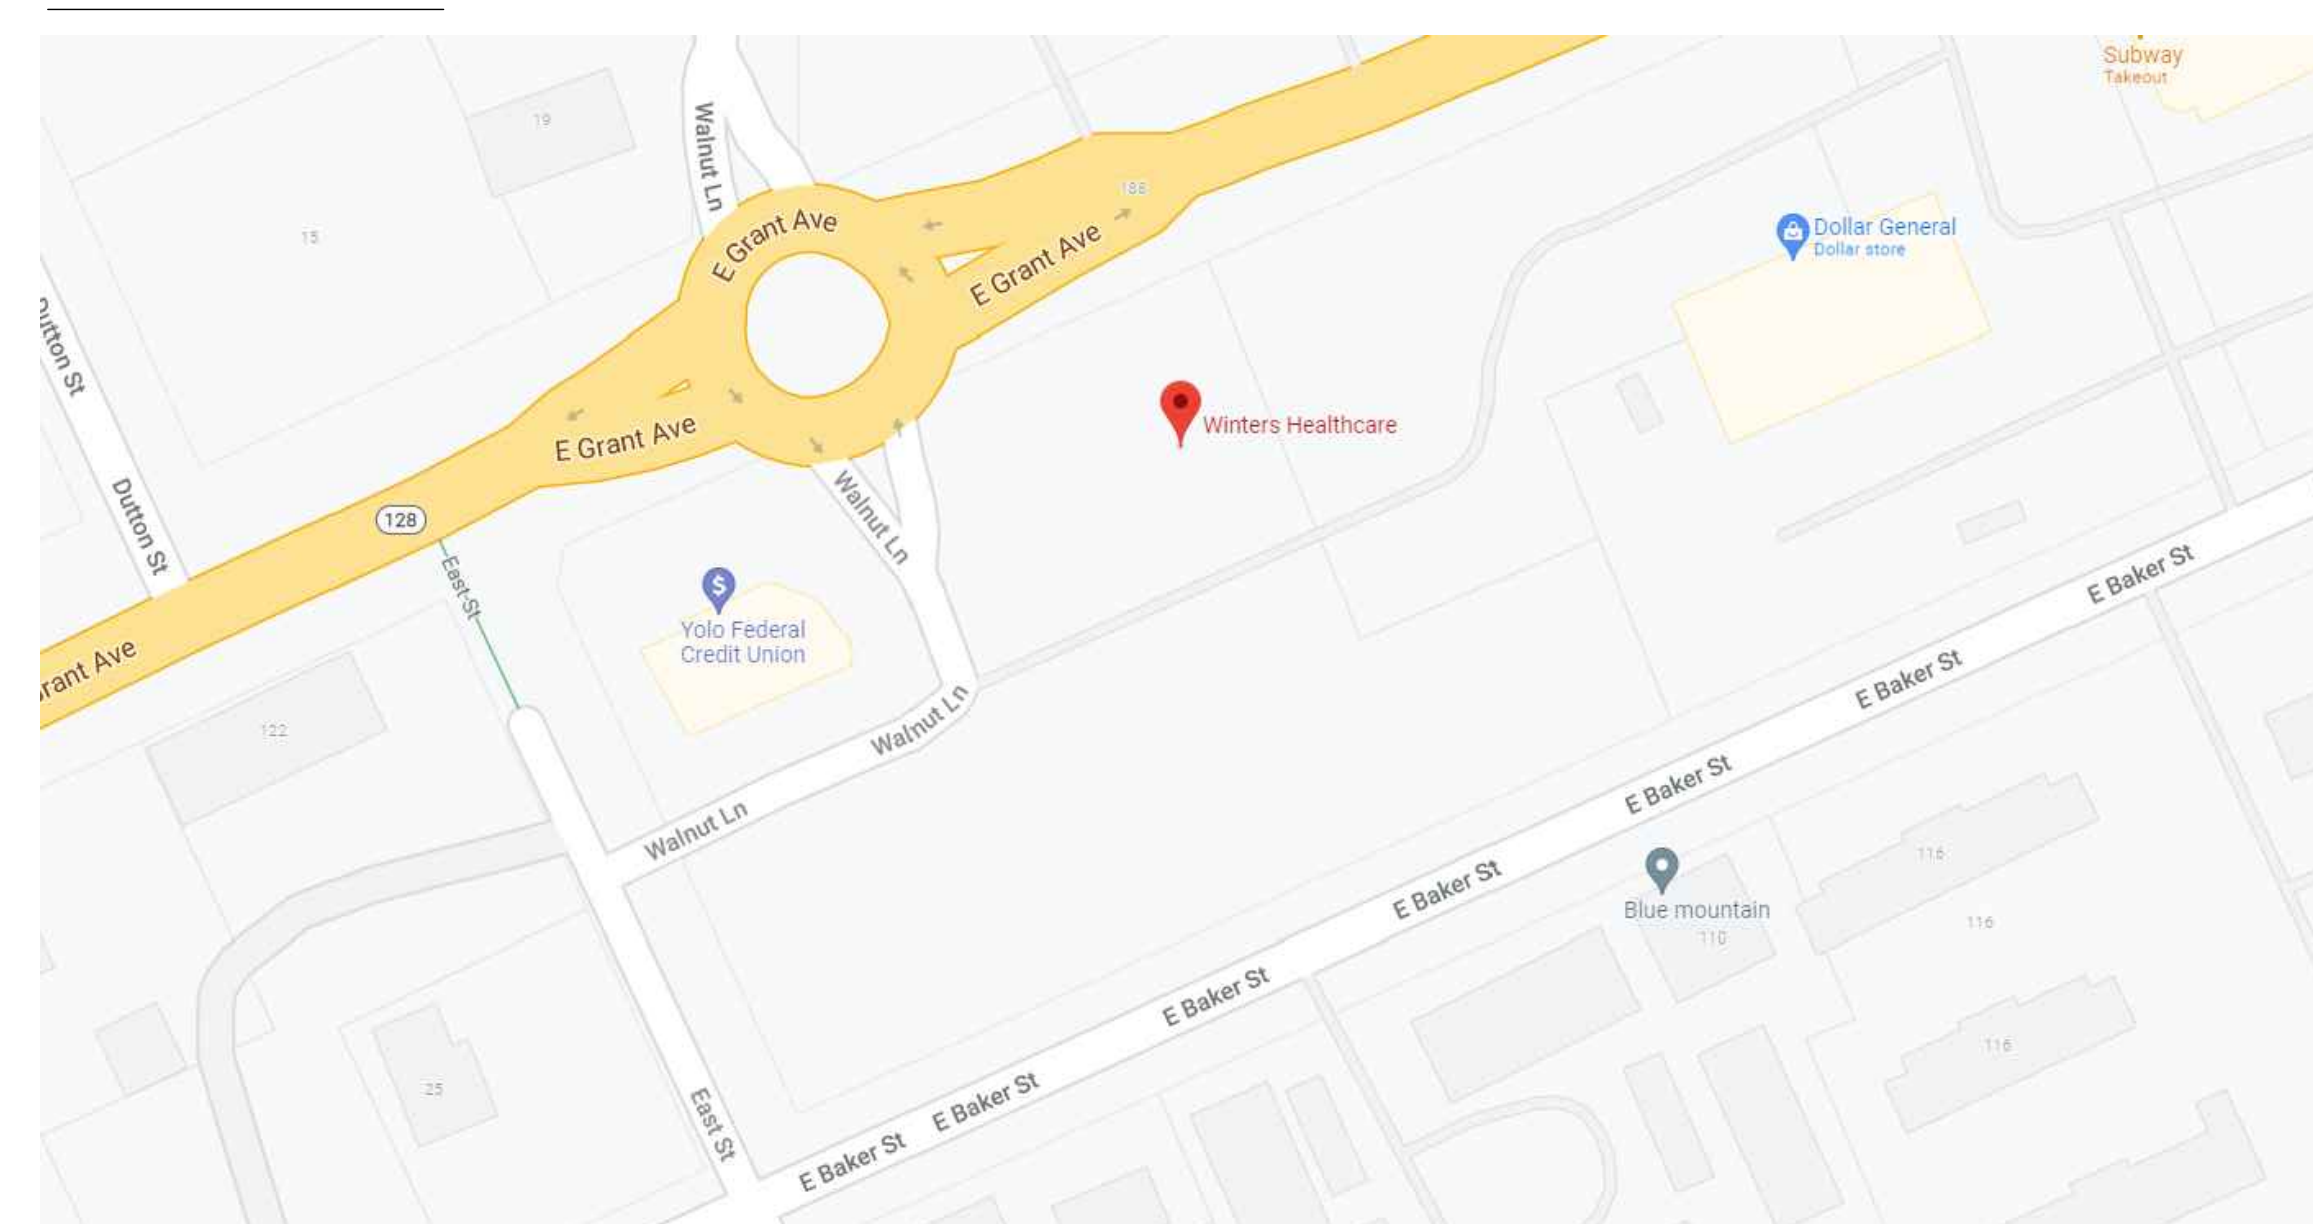 Subway
Takeout
19
Walnut Ln
15
E Grant Ave
188
E Grant Ave
Dollar General
Dollar store
Dutton St
Winters Healthcare
E Grant Ave
Walnut Ln
Dutton St
128
East St
E Baker St
$
Yolo Federal
Credit Union
rant Ave
E Baker St
122
Walnut Ln
E Baker St
Walnut Ln
116
E Baker St
Blue mountain
110
116
E Baker St
116
25
E Baker St
East St
E Baker St